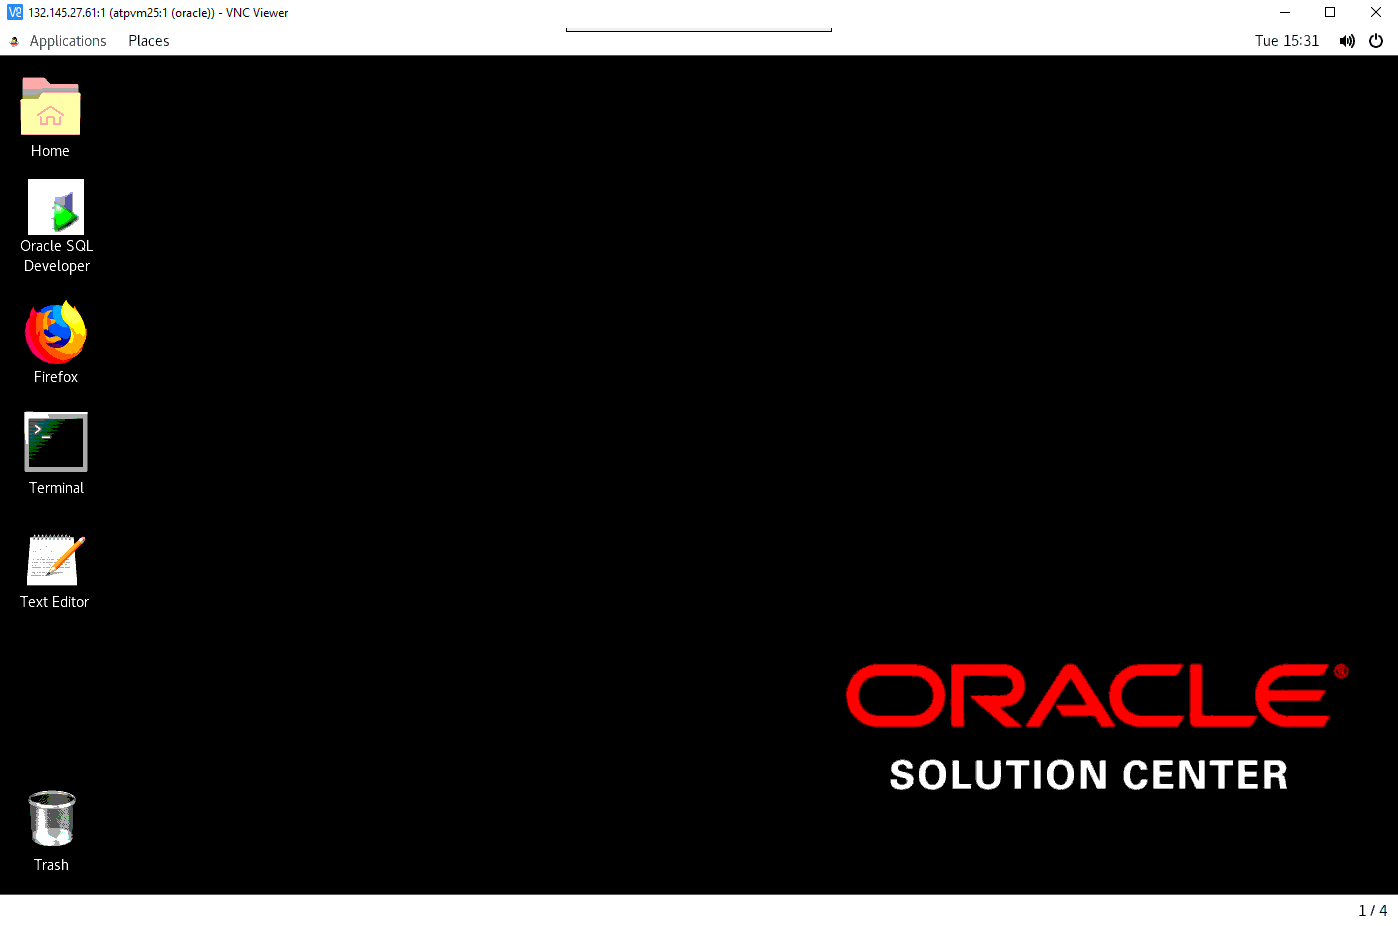 132.145.27.61:1 (atpvm25:1 (oracle)) - VNC Viewer
Applications Places Tue 15:31
Home
Oracle SQL
Developer
Firefox
Terminal
Text Editor
ORACLE
SOLUTION CENTER
Trash
1 / 4